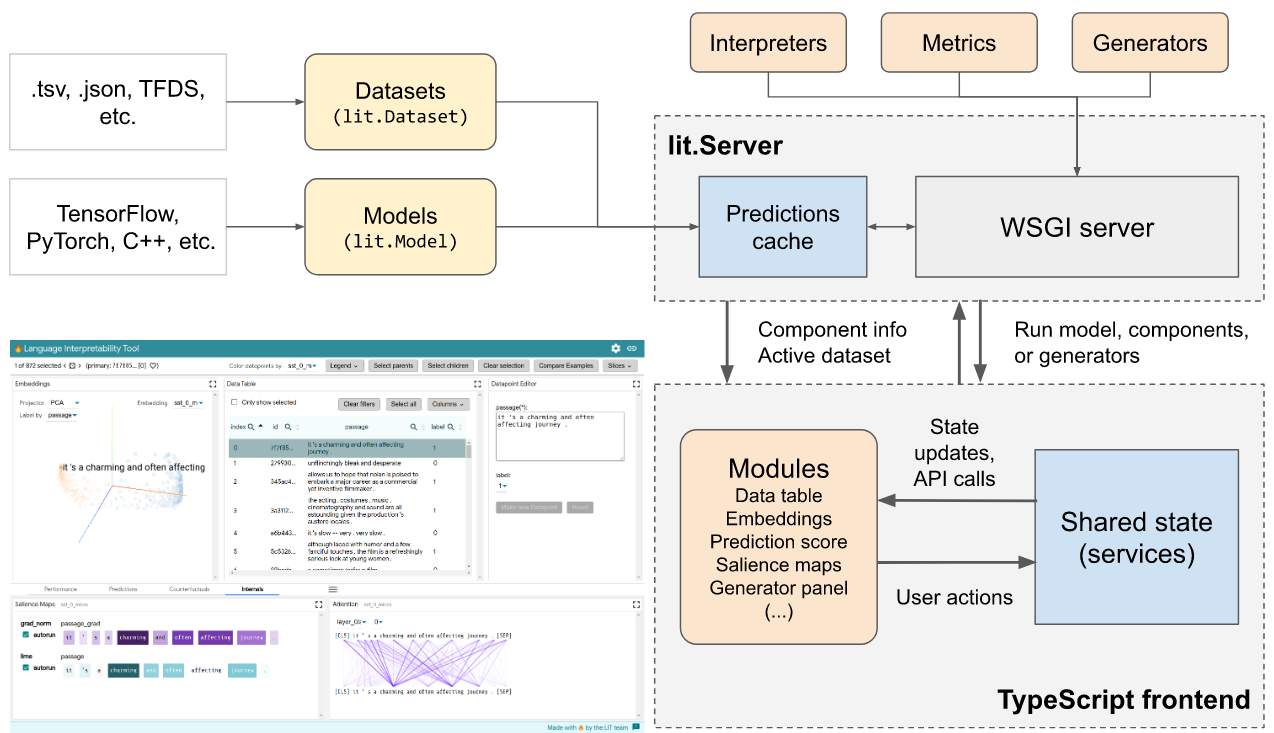 .tsv, .json, TFDS,
etc.
Datasets
(lit.Dataset)
TensorFlow,
PyTorch, C++, etc.
Models
(lit.Model)
Interpreters
Metrics
Generators
lit.Server
Predictions
cache
WSGI server
Component info
Active dataset
Run model, components,
or generators
Modules
Data table
Embeddings
Prediction score
Salience maps
Generator panel
(...)
State
updates,
API calls
User actions
Shared state
(services)
TypeScript frontend
Language Interpretability Tool
1 of 872 selected
Color datapoints by
Legend
Select parents
Select children
Clear selection
Compare Examples
Slices
Embeddings
Projector PCA
Embedding: sst_0_m
Label by passage
it 's a charming and often affecting
Data Table
Only show selected
Clear filters
Select all
Columns
index id passage label
0 7f7f85... it 's a charming and often affecting
journey . 1
1 279930... unflinchingly bleak and desperate 0
2 345ac4... allows us to hope that nolan is poised to
embark a major career as a commercial
yet inventive filmmaker . 1
3 3a3112... the acting , costumes , music ,
cinematography and sound are all
astounding given the production 's
austere locales . 1
4 a6b443... it 's slow -- very , very slow . 0
5 5c5326... although laced with humor and a few
fanciful touches , the film is a refreshingly
serious look at young women . 1
Datapoint Editor
passage(*):
it 's a charming and often
affecting journey .
label:
1
Make new datapoint
Reset
Performance
Predictions
Counterfactuals
Internals
Salience Maps sst_0_micro
grad_norm passage_grad
autorun
it ' s a charming and often affecting journey .
lime passage
autorun
it 's a charming and often affecting journey .
Attention sst_0_micro
0
[CLS] it ' s a charming and often affecting journey . [SEP]
[CLS] it ' s a charming and often affecting journey . [SEP]
Made with by the LIT team